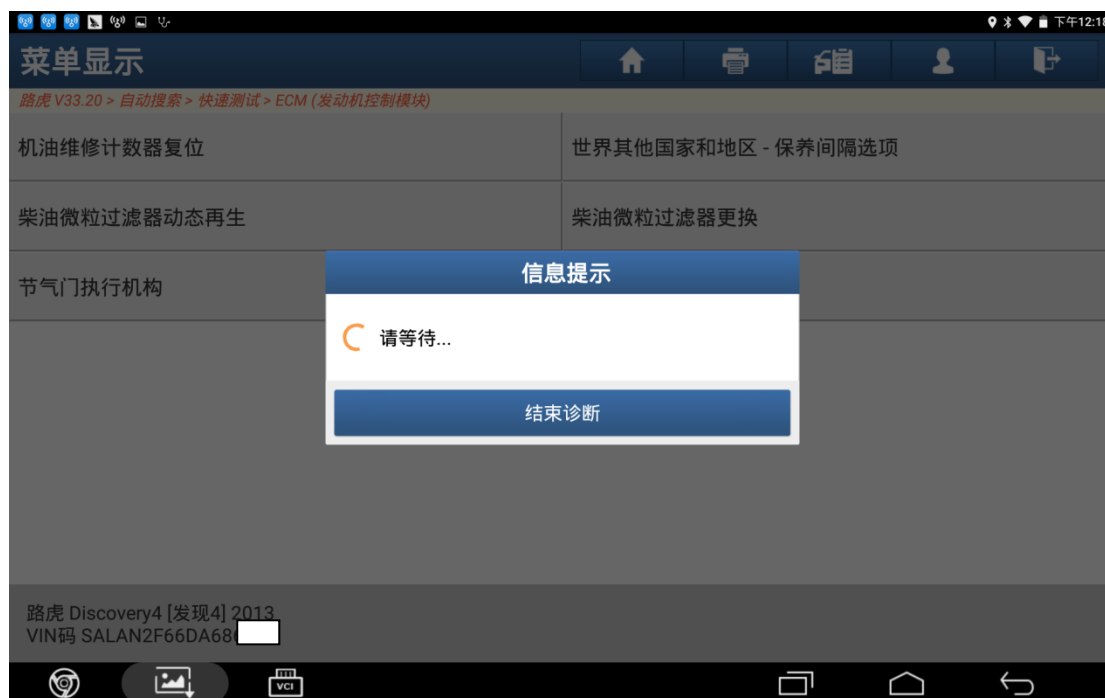 下午12:18
菜单显示
路虎 V33.20 > 自动搜索 > 快速测试 > ECM (发动机控制模块)
机油维修计数器复位
世界其他国家和地区 - 保养间隔选项
柴油微粒过滤器动态再生
柴油微粒过滤器更换
节气门执行机构
信息提示
请等待...
结束诊断
路虎 Discovery4 [发现4] 2013
VIN码 SALAN2F66DA68
VCI